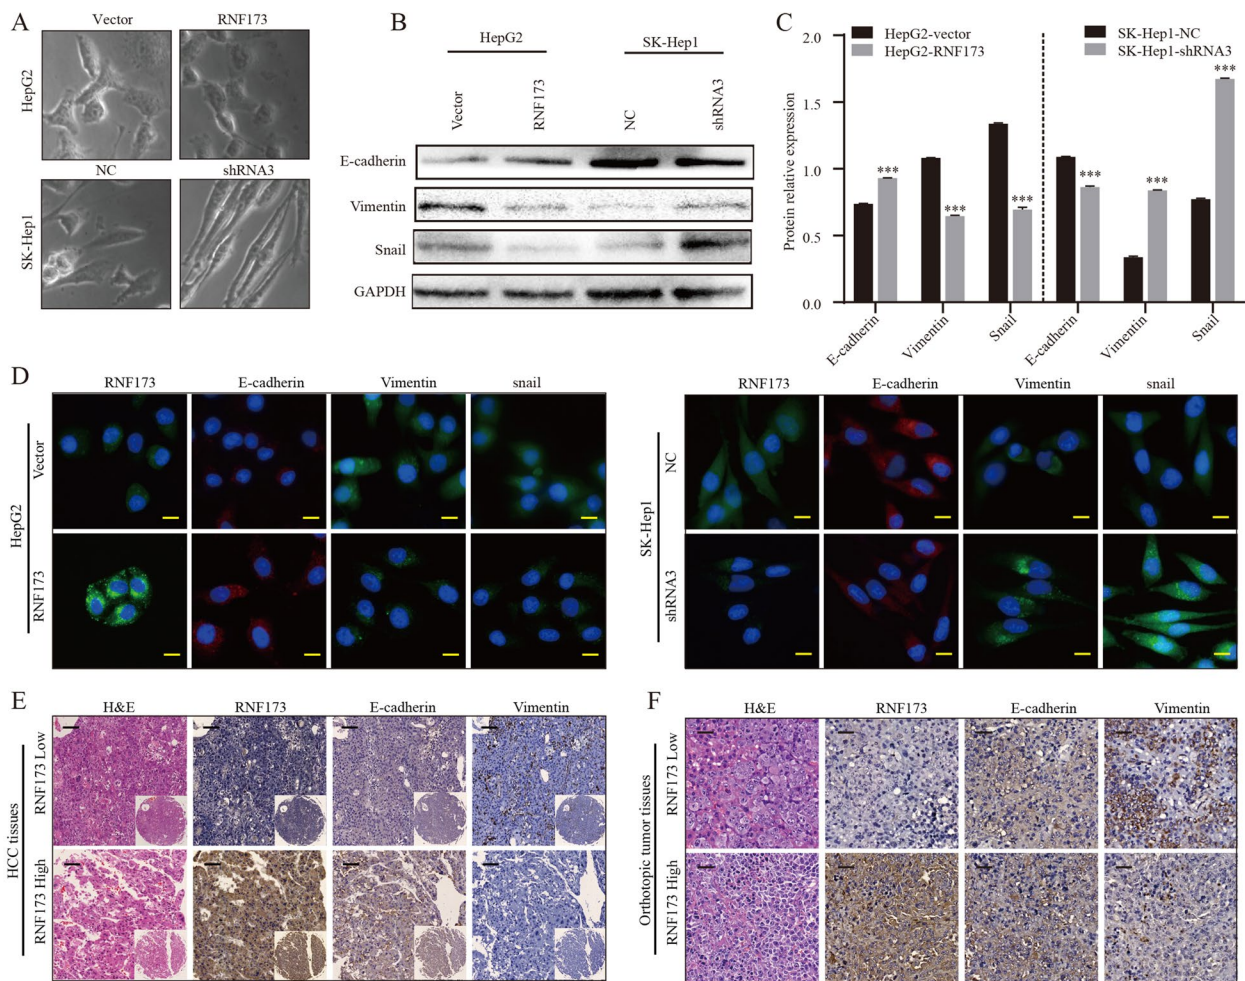 A
Vector
RNF173
HepG2
NC
shRNA3
SK-Hep1
B
HepG2
SK-Hep1
Vector
RNF173
NC
shRNA3
E-cadherin
Vimentin
Snail
GAPDH
C
HepG2-vector
HepG2-RNF173
SK-Hep1-NC
SK-Hep1-shRNA3
Protein relative expression
2.0
1.5
1.0
0.5
0.0
***
***
***
***
***
***
E-cadherin
Vimentin
Snail
E-cadherin
Vimentin
Snail
D
RNF173
E-cadherin
Vimentin
snail
HepG2
Vector
RNF173
RNF173
E-cadherin
Vimentin
snail
SK-Hep1
NC
shRNA3
E
H&E
RNF173
E-cadherin
Vimentin
HCC tissues
RNF173 Low
RNF173 High
F
H&E
RNF173
E-cadherin
Vimentin
Orthotopic tumor tissues
RNF173 Low
RNF173 High